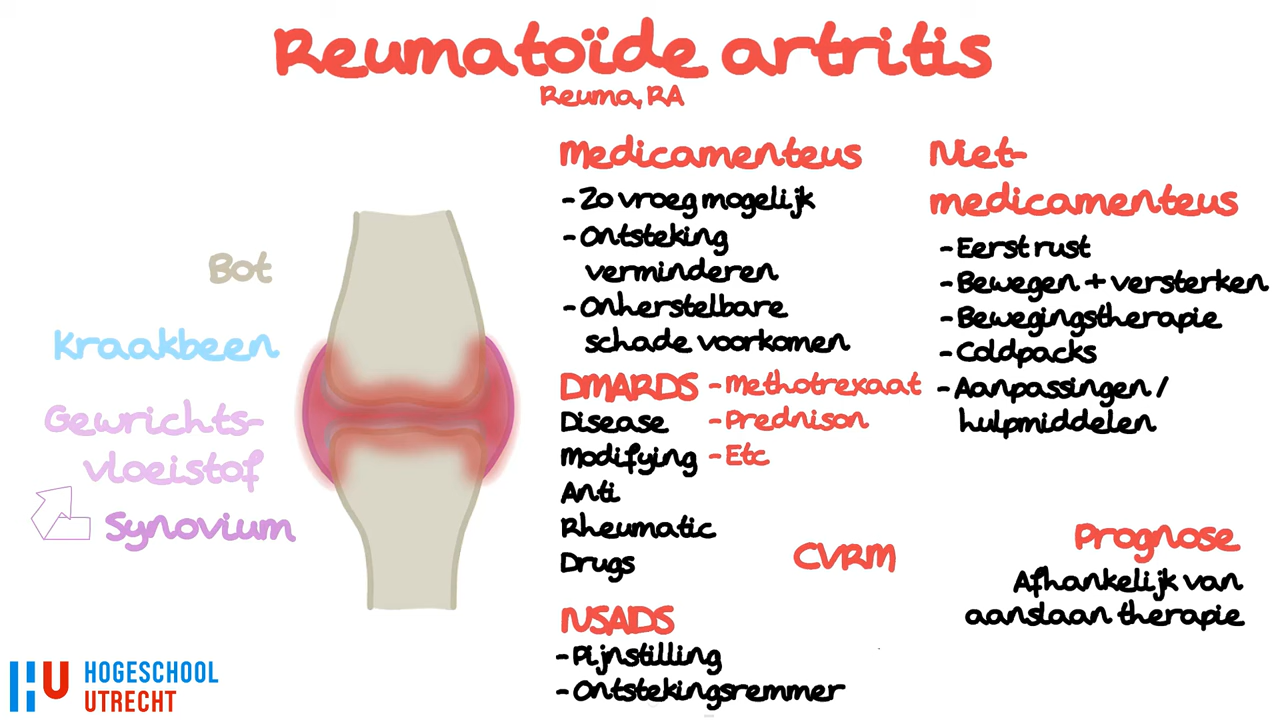 Reumatoïde artritis
Reuma, RA
Bot
Kraakbeen
Gewrichts-
vloeistof
Synovium
Medicamenteus
- Zo vroeg mogelijk
- Ontsteking
verminderen
- Onherstelbare
schade voorkomen
DMARDS
Disease
Modifying
Anti
Rheumatic
Drugs
- Methotrexaat
- Prednison
- Etc
CVRM
NSAIDS
- Pijnstilling
- Ontstekingsremmer
Niet-
medicamenteus
- Eerst rust
- Bewegen + versterken
- Bewegingstherapie
- Coldpacks
- Aanpassingen /
hulpmiddelen
Prognose
Afhankelijk van
aanslaan therapie
HU HOGESCHOOL
UTRECHT